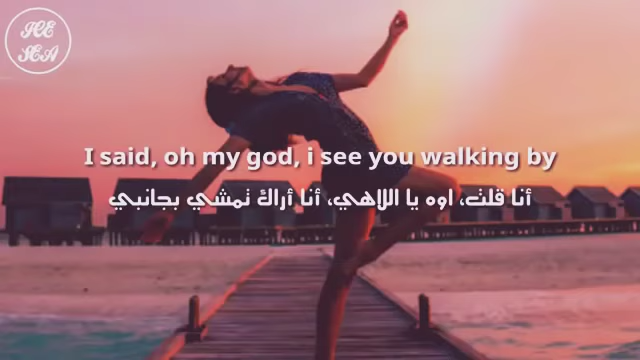 ICE
SEA
I said, oh my god, i see you walking by
أنا قلت، اوه يا اللاهي، أنا أراك تمشي بجانبي